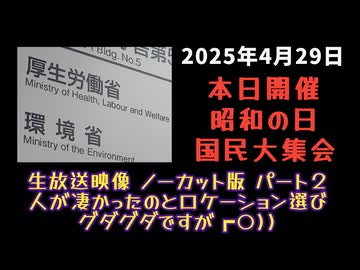 Bldg. No.5
厚生労働省
Ministry of Health, Labour and Welfare
環境省
Ministry of the Environment
2025年4月29日
本日開催
昭和の日
国民大集会
生放送映像 ノーカット版 パート2
人が凄かったのとロケーション選び
グダグダですが┏○))